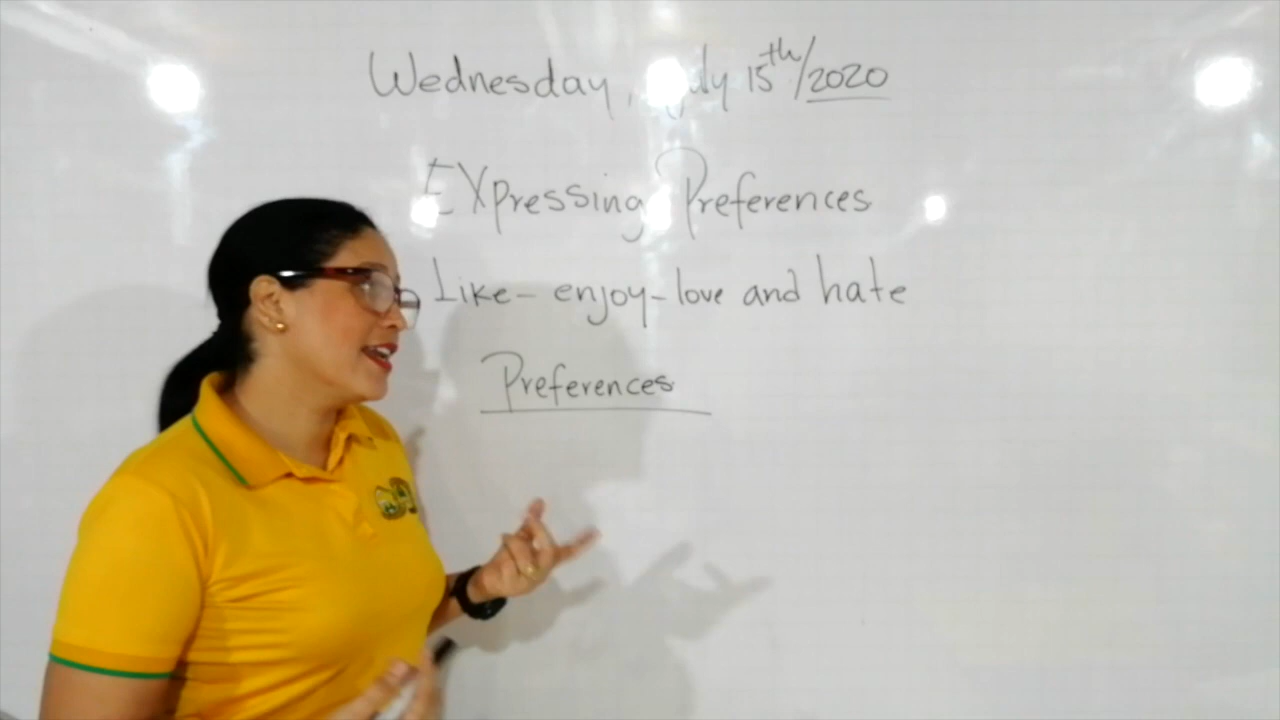 Wednesday, July 15th/2020
EXpressing Preferences
Like - enjoy - love and hate
Preferences